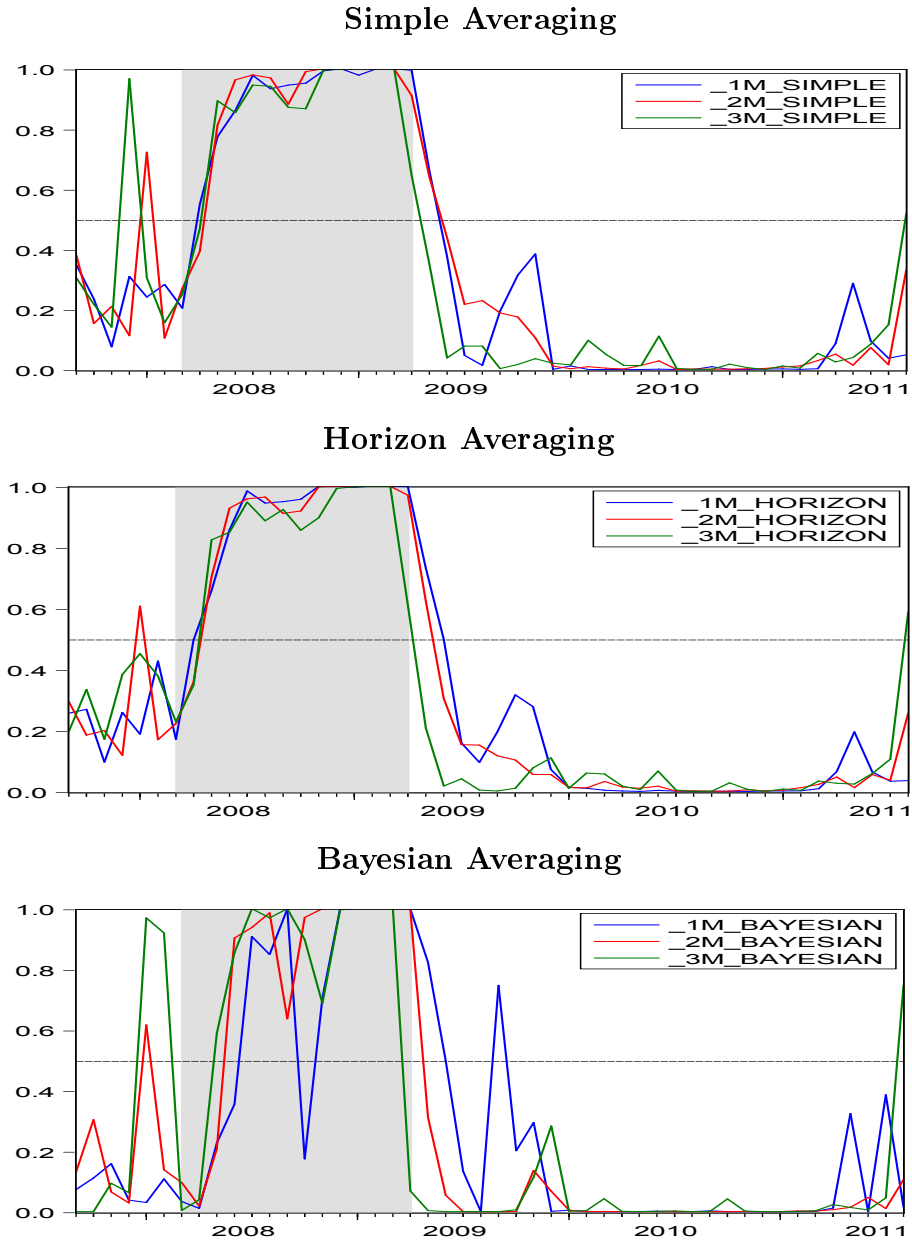 Simple Averaging
1.0
0.8
0.6
0.4
0.2
0.0
_1M_SIMPLE
_2M_SIMPLE
_3M_SIMPLE
2008 2009 2010 2011
Horizon Averaging
1.0
0.8
0.6
0.4
0.2
0.0
_1M_HORIZON
_2M_HORIZON
_3M_HORIZON
2008 2009 2010 2011
Bayesian Averaging
1.0
0.8
0.6
0.4
0.2
0.0
_1M_BAYESIAN
_2M_BAYESIAN
_3M_BAYESIAN
2008 2009 2010 2011